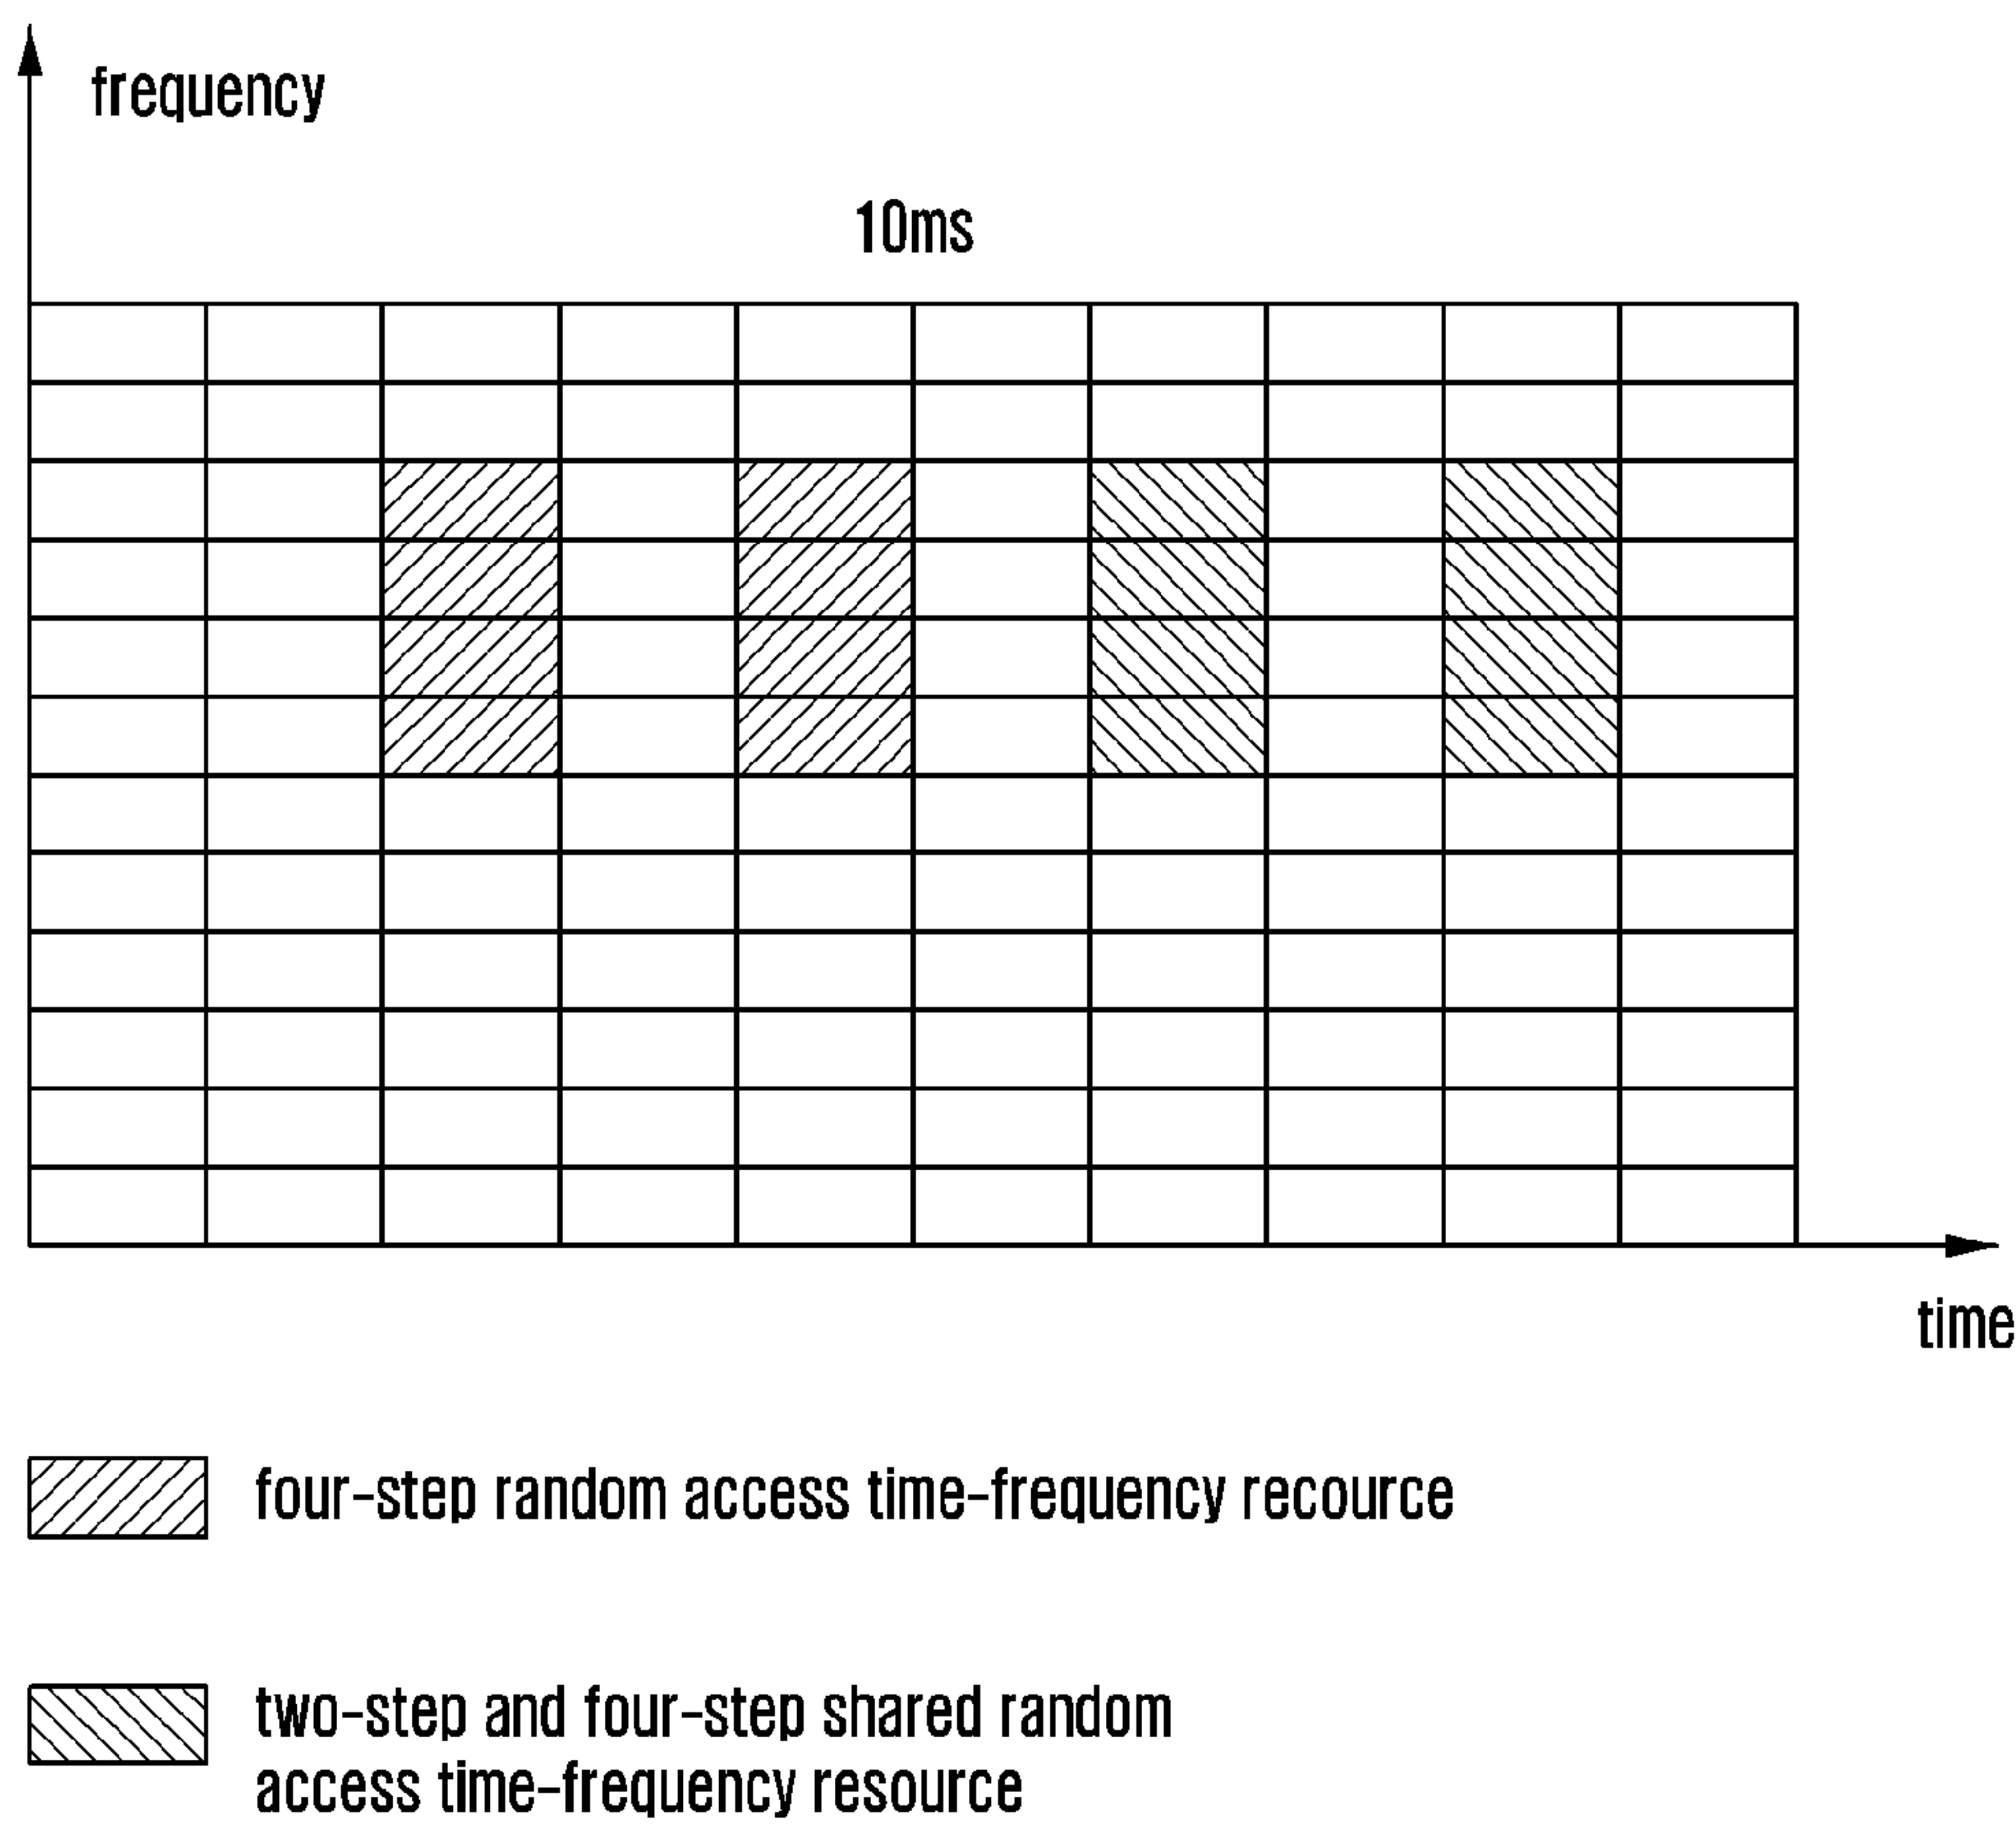 frequency
10ms
time
four-step random access time-frequency recource
two-step and four-step shared random
access time-frequency resource